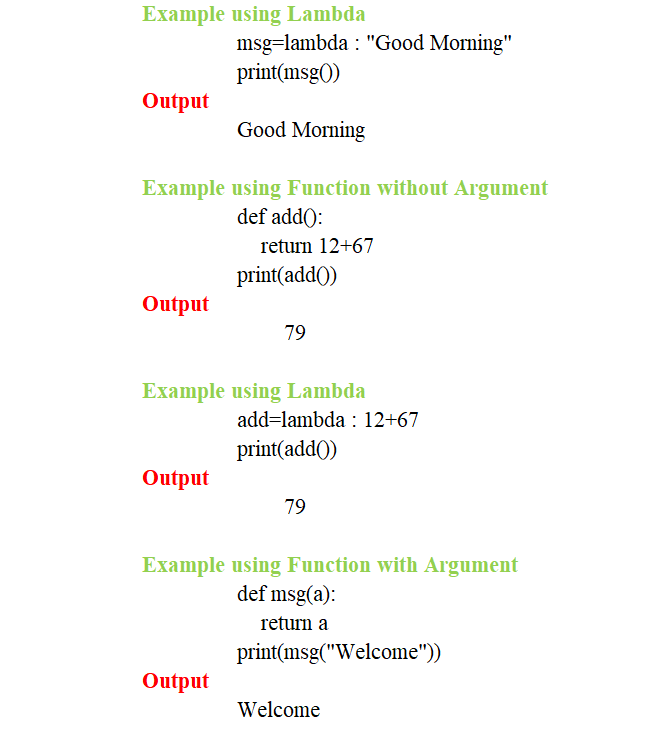 Example using Lambda
msg=lambda : "Good Morning"
print(msg())
Output
Good Morning
Example using Function without Argument
def add():
return 12+67
print(add())
Output
79
Example using Lambda
add=lambda : 12+67
print(add())
Output
79
Example using Function with Argument
def msg(a):
return a
print(msg("Welcome"))
Output
Welcome